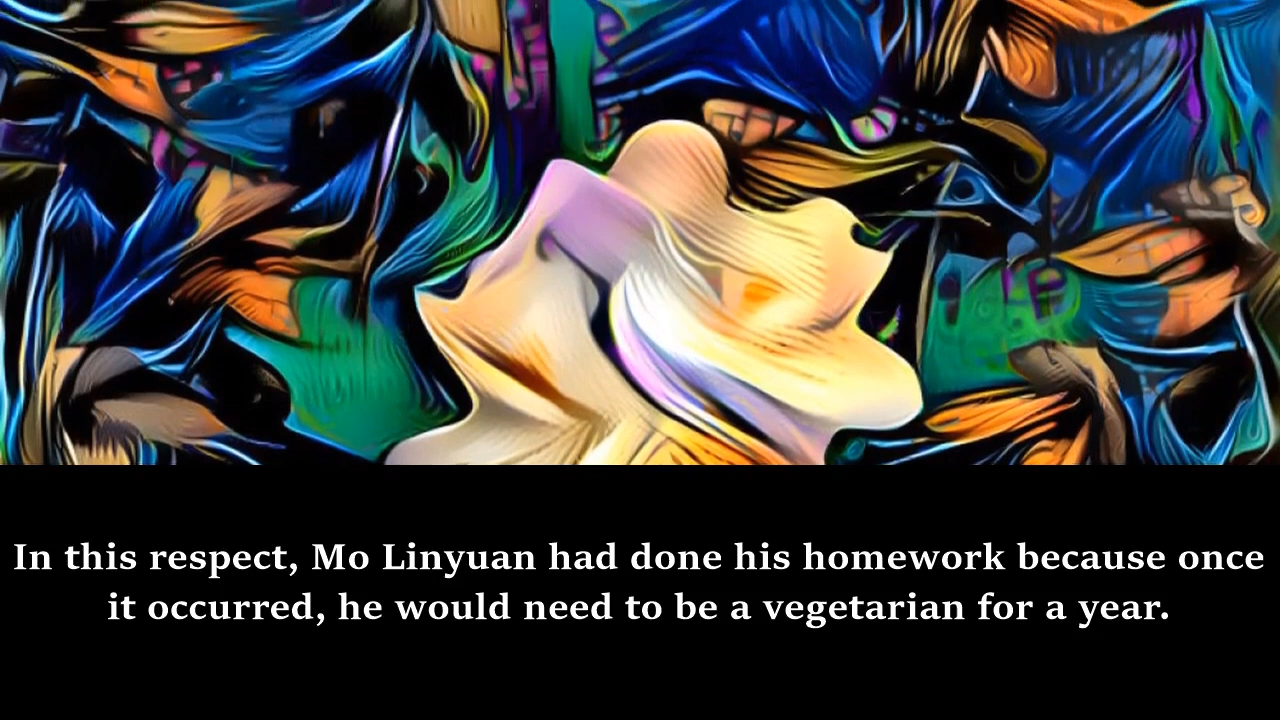 In this respect, Mo Linyuan had done his homework because once
it occurred, he would need to be a vegetarian for a year.